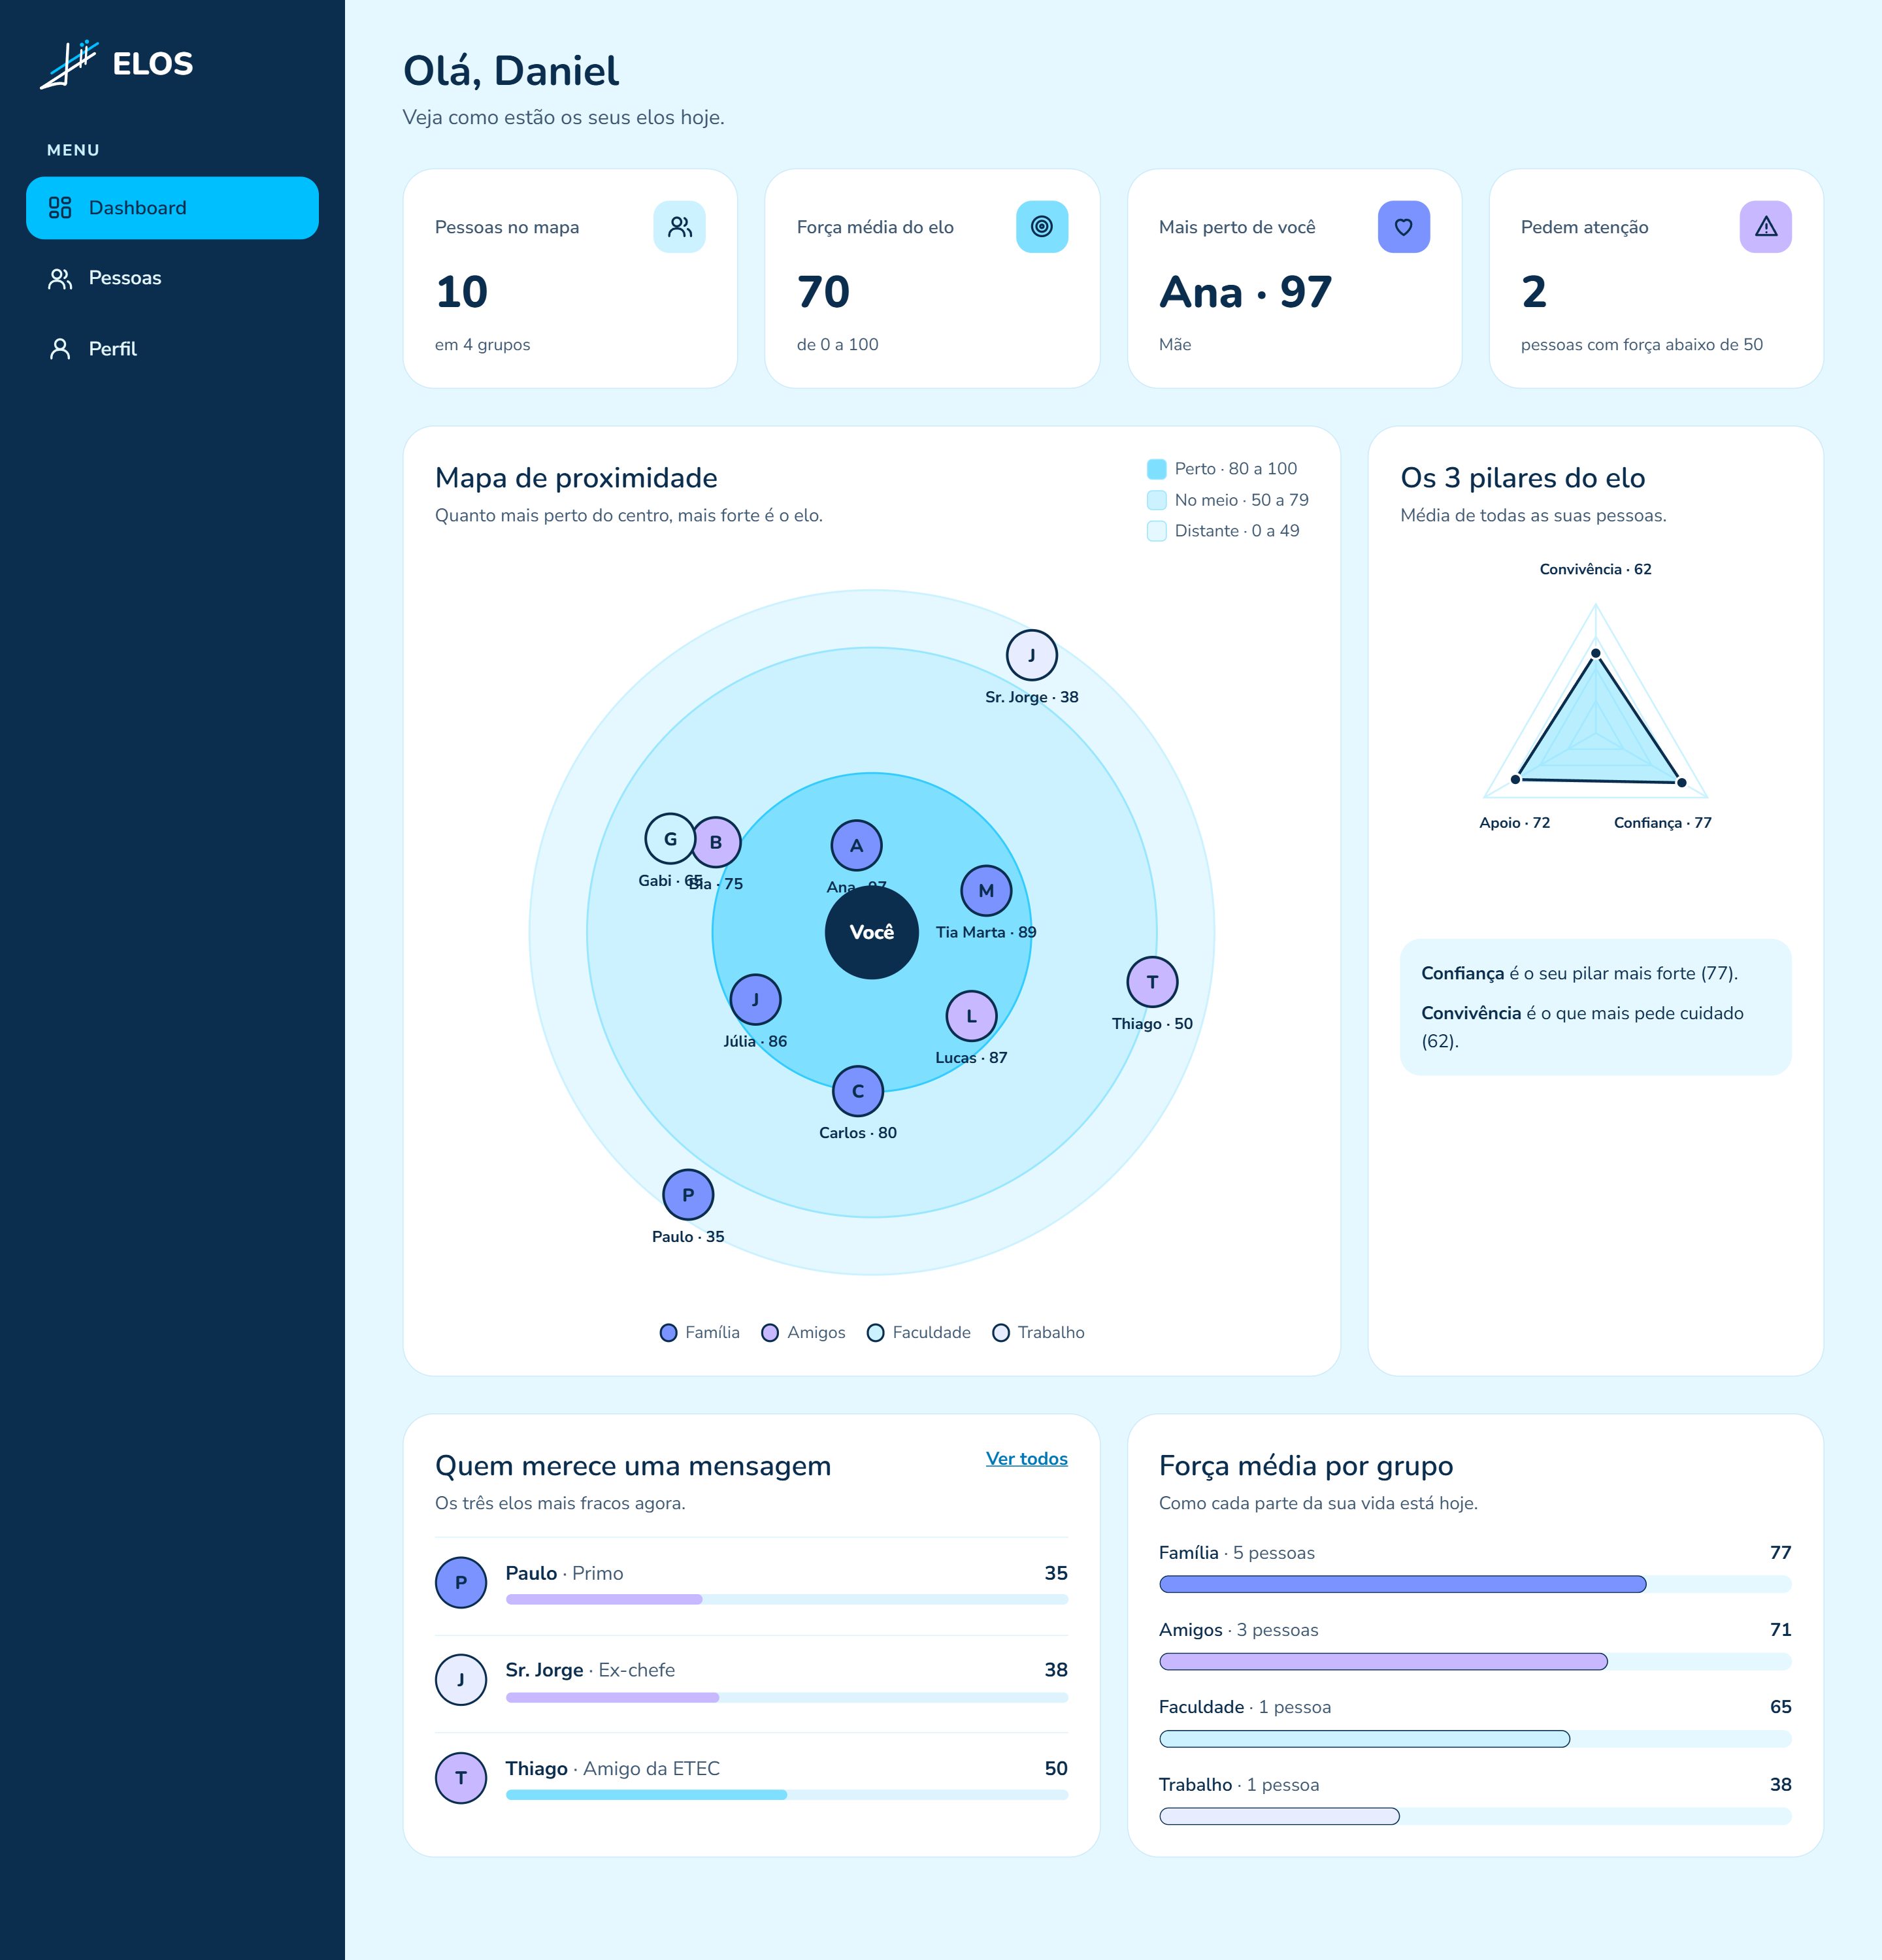 ELOS
MENU
Dashboard
Pessoas
Perfil
Olá, Daniel
Veja como estão os seus elos hoje.
Pessoas no mapa
10
em 4 grupos
Força média do elo
70
de 0 a 100
Mais perto de você
Ana · 97
Mãe
Pedem atenção
2
pessoas com força abaixo de 50
Mapa de proximidade
Quanto mais perto do centro, mais forte é o elo.
Perto · 80 a 100
No meio · 50 a 79
Distante · 0 a 49
J
Sr. Jorge · 38
G
Gabi · 65
B
Bia · 75
A
Ana · 97
M
Tia Marta · 89
Você
T
Thiago · 50
J
Júlia · 86
L
Lucas · 87
C
Carlos · 80
P
Paulo · 35
Família
Amigos
Faculdade
Trabalho
Os 3 pilares do elo
Média de todas as suas pessoas.
Convivência · 62
Apoio · 72
Confiança · 77
Confiança é o seu pilar mais forte (77).
Convivência é o que mais pede cuidado
(62).
Quem merece uma mensagem
Ver todos
Os três elos mais fracos agora.
P
Paulo · Primo
35
J
Sr. Jorge · Ex-chefe
38
T
Thiago · Amigo da ETEC
50
Força média por grupo
Como cada parte da sua vida está hoje.
Família · 5 pessoas
77
Amigos · 3 pessoas
71
Faculdade · 1 pessoa
65
Trabalho · 1 pessoa
38